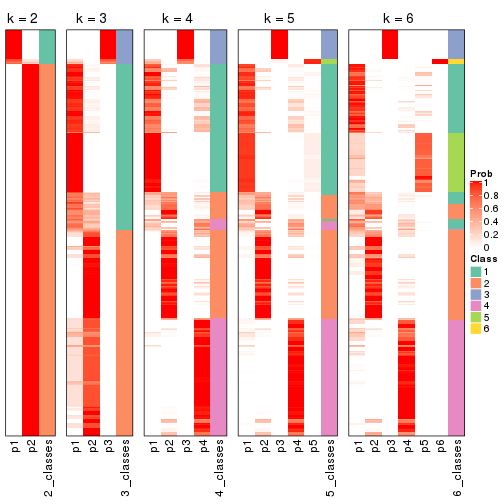 k = 2
k = 3
k = 4
k = 5
k = 6
p1
p2
2_classes
p1
p2
p3
3_classes
p1
p2
p3
p4
4_classes
p1
p2
p3
p4
p5
5_classes
p1
p2
p3
p4
p5
p6
6_classes
Prob
1
0.8
0.6
0.4
0.2
0
Class
1
2
3
4
5
6